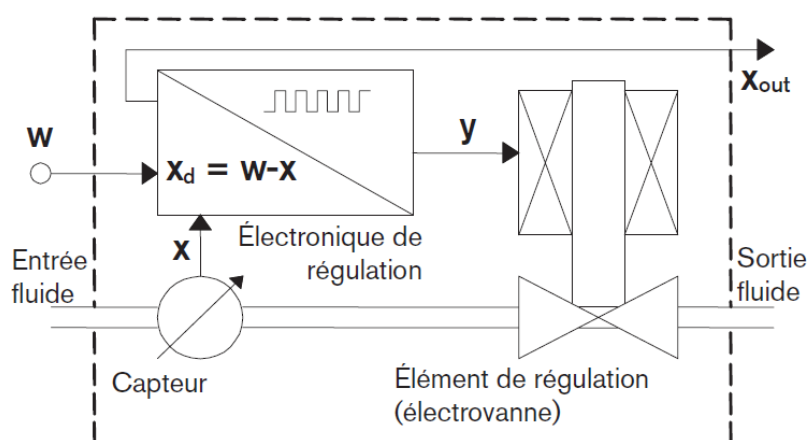 Xout
w
y
xd = w-x
x
Électronique de
régulation
Entrée
fluide
Sortie
fluide
Capteur
Élément de régulation
(électrovanne)